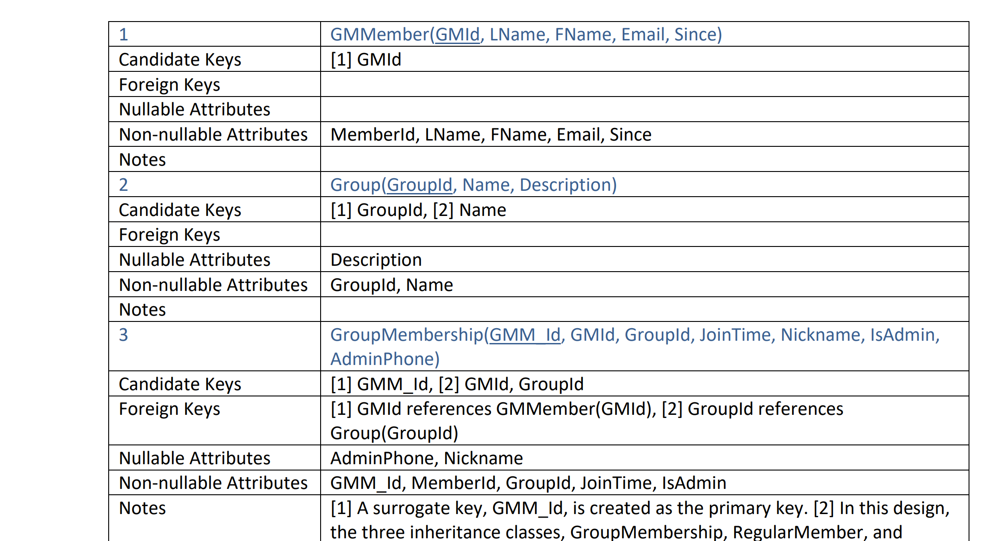 1
GMMember(GMId, LName, FName, Email, Since)
Candidate Keys
[1] GMId
Foreign Keys
Nullable Attributes
Non-nullable Attributes
MemberId, LName, FName, Email, Since
Notes
2
Group(GroupId, Name, Description)
Candidate Keys
[1] GroupId, [2] Name
Foreign Keys
Nullable Attributes
Description
Non-nullable Attributes
GroupId, Name
Notes
3
GroupMembership(GMM_Id, GMId, GroupId, JoinTime, Nickname, IsAdmin,
AdminPhone)
Candidate Keys
[1] GMM_Id, [2] GMId, GroupId
Foreign Keys
[1] GMId references GMMember(GMId), [2] GroupId references
Group(GroupId)
Nullable Attributes
AdminPhone, Nickname
Non-nullable Attributes
GMM_Id, MemberId, GroupId, JoinTime, IsAdmin
Notes
[1] A surrogate key, GMM_Id, is created as the primary key. [2] In this design,
the three inheritance classes, GroupMembership, RegularMember, and